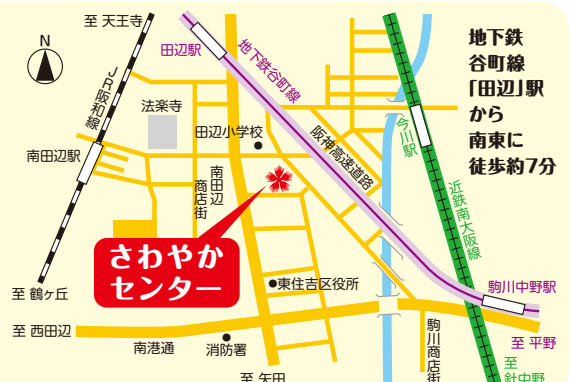 至 天王寺
N
田辺駅
地下鉄谷町線
地下鉄
谷町線
「田辺」駅
から
南東に
徒歩約7分
JR阪和線
法楽寺
田辺小学校
阪神高速道路
今川駅
南田辺駅
南田辺
商店街
近鉄南大阪線
さわやか
センター
東住吉区役所
駒川中野駅
至 鶴ヶ丘
至 西田辺
南港通
消防署
駒川商店街
至 平野
至 矢田
至
針中野